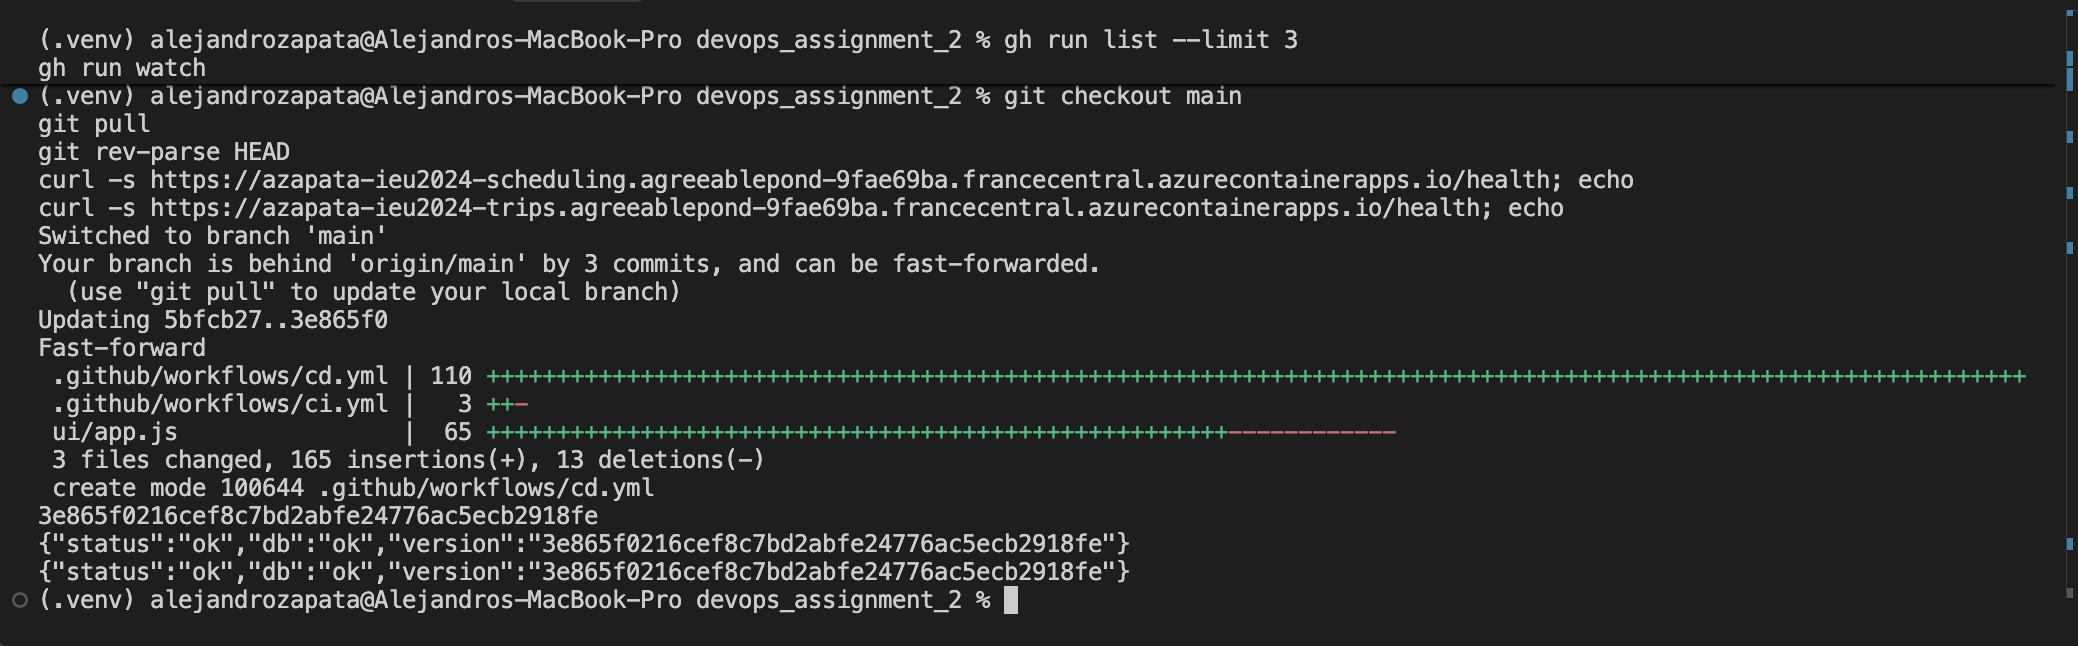 (.venv) alejandrozapata@Alejandros-MacBook-Pro devops_assignment_2 % gh run list --limit 3
gh run watch
(.venv) alejandrozapata@Alejandros-MacBook-Pro devops_assignment_2 % git checkout main
git pull
git rev-parse HEAD
curl -s https://azapata-ieu2024-scheduling.agreeablepond-9fae69ba.francecentral.azurecontainerapps.io/health; echo
curl -s https://azapata-ieu2024-trips.agreeablepond-9fae69ba.francecentral.azurecontainerapps.io/health; echo
Switched to branch 'main'
Your branch is behind 'origin/main' by 3 commits, and can be fast-forwarded.
  (use "git pull" to update your local branch)
Updating 5bfcb27..3e865f0
Fast-forward
 .github/workflows/cd.yml | 110 ++++++++++++++++++++++++++++++++++++++++++++++++++++++++++++++++++++++++++++++++++++++++++++++++++++++++++++++
 .github/workflows/ci.yml |   3 ++-
 ui/app.js                |  65 +++++++++++++++++++++++++++++++++++++++++++++++++++++------------
 3 files changed, 165 insertions(+), 13 deletions(-)
 create mode 100644 .github/workflows/cd.yml
3e865f0216cef8c7bd2abfe24776ac5ecb2918fe
{"status":"ok","db":"ok","version":"3e865f0216cef8c7bd2abfe24776ac5ecb2918fe"}
{"status":"ok","db":"ok","version":"3e865f0216cef8c7bd2abfe24776ac5ecb2918fe"}
(.venv) alejandrozapata@Alejandros-MacBook-Pro devops_assignment_2 %